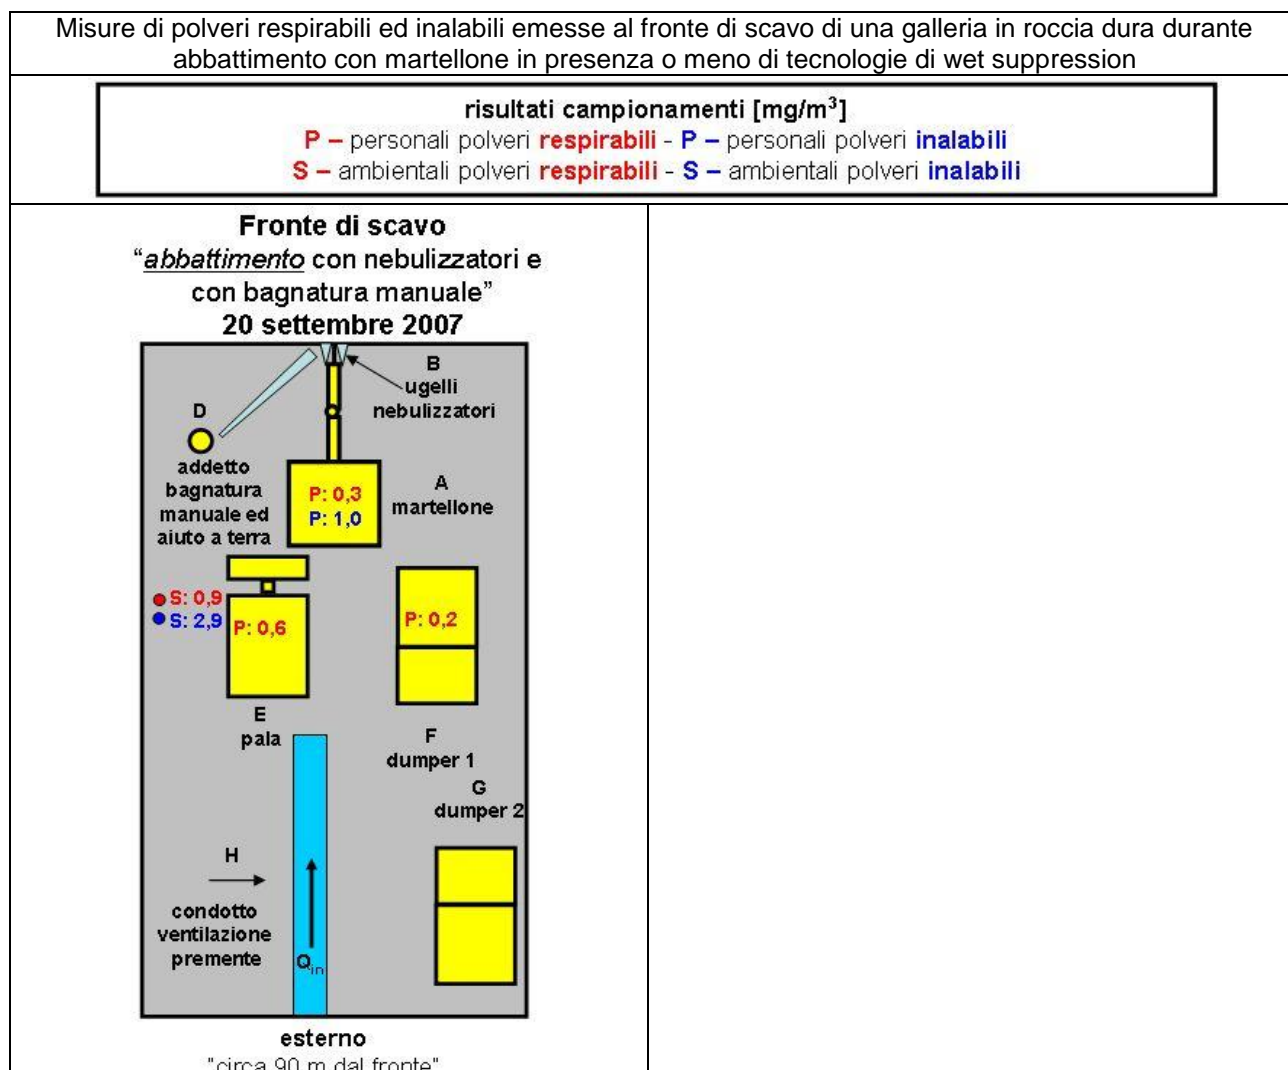 Misure di polveri respirabili ed inalabili emesse al fronte di scavo di una galleria in roccia dura durante
abbattimento con martellone in presenza o meno di tecnologie di wet suppression
risultati campionamenti [mg/m³]
P – personali polveri respirabili - P – personali polveri inalabili
S – ambientali polveri respirabili - S – ambientali polveri inalabili
Fronte di scavo
“abbattimento con nebulizzatori e
con bagnatura manuale”
20 settembre 2007
B
ugelli
nebulizzatori
D
addetto
bagnatura
manuale ed
aiuto a terra
P: 0,3
P: 1,0
A
martellone
S: 0,9
S: 2,9
P: 0,6
P: 0,2
E
pala
F
dumper 1
G
dumper 2
H
condotto
ventilazione
premente
Qin
esterno
"circa 90 m dal fronte"